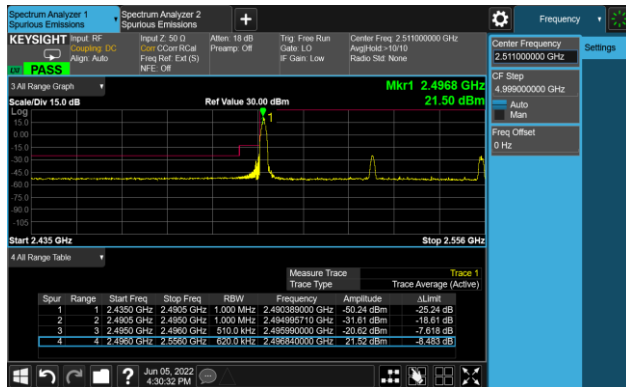 Spectrum Analyzer 1
Spurious Emissions
Spectrum Analyzer 2
Spurious Emissions
+
Frequency
KEYSIGHT
Input: RF
Coupling: DC
Align: Auto
Input Z: 50 Ω
Corr CCorr RCal
Freq Ref: Ext (S)
NFE: Off
Atten: 18 dB
Preamp: Off
Trig: Free Run
Gate: LO
IF Gain: Low
Center Freq: 2.511000000 GHz
Avg|Hold:>10/10
Radio Std: None
PASS
3 All Range Graph
Mkr1 2.4968 GHz
Scale/Div 15.0 dB
Ref Value 30.00 dBm
21.50 dBm
Log
15.0
0.00
-15.0
-30.0
-45.0
-60.0
-75.0
-90.0
-105
1
Start 2.435 GHz
Stop 2.556 GHz
4 All Range Table
Measure Trace
Trace 1
Trace Type
Trace Average (Active)
Spur Range Start Freq Stop Freq RBW Frequency Amplitude ΔLimit
1 1 2.4350 GHz 2.4905 GHz 1.000 MHz 2.490389000 GHz -50.24 dBm -25.24 dB
2 2 2.4905 GHz 2.4950 GHz 1.000 MHz 2.494995710 GHz -31.61 dBm -18.61 dB
3 3 2.4950 GHz 2.4960 GHz 510.0 kHz 2.495990000 GHz -20.62 dBm -7.618 dB
4 4 2.4960 GHz 2.5560 GHz 620.0 kHz 2.496840000 GHz 21.52 dBm -8.483 dB
Center Frequency
2.511000000 GHz
Settings
CF Step
4.999000000 GHz
Auto
Man
Freq Offset
0 Hz
?
Jun 05, 2022
4:30:32 PM